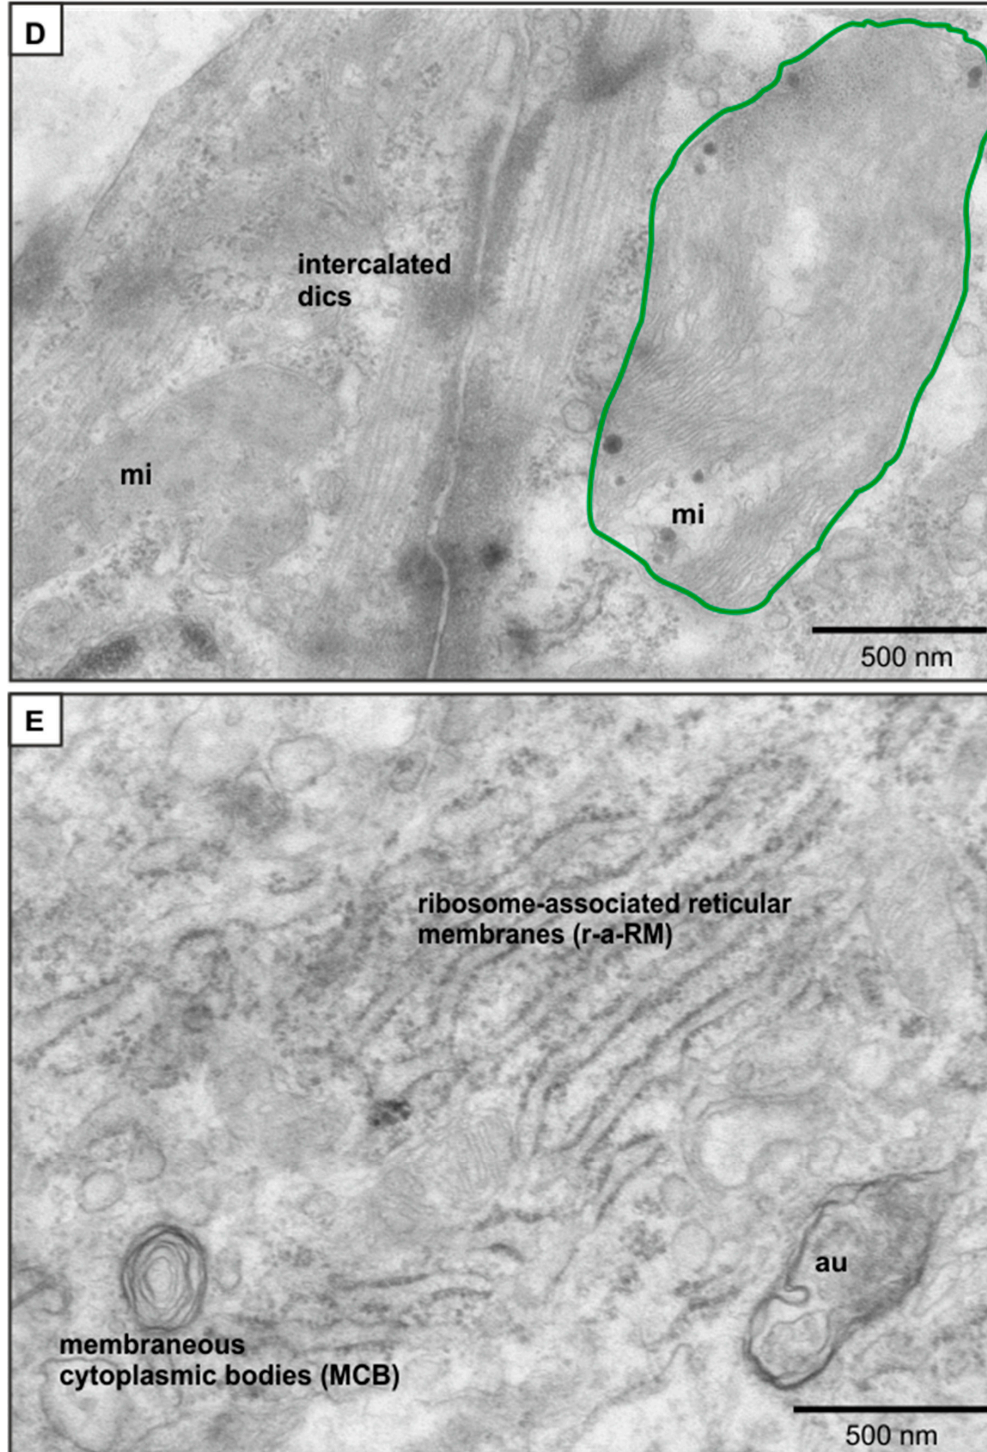 D
intercalated
dics
mi
mi
500 nm
E
ribosome-associated reticular
membranes (r-a-RM)
au
membraneous
cytoplasmic bodies (MCB)
500 nm